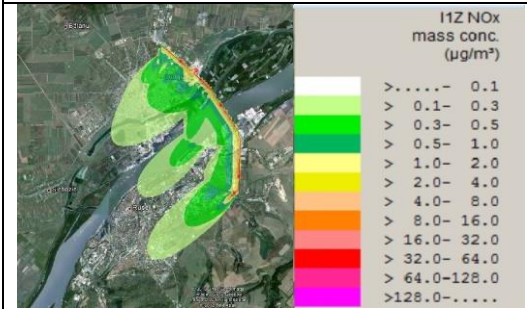 I1Z NOx
mass conc.
(µg/m³)
>.....- 0.1
> 0.1- 0.3
> 0.3- 0.5
> 0.5- 1.0
> 1.0- 2.0
> 2.0- 4.0
> 4.0- 8.0
> 8.0- 16.0
> 16.0- 32.0
> 32.0- 64.0
> 64.0-128.0
>128.0-.....